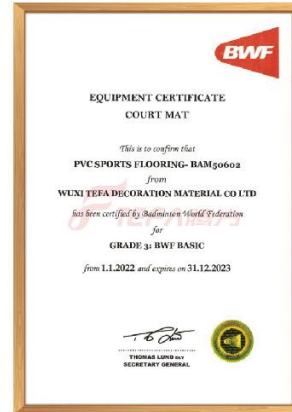 BWF
EQUIPMENT CERTIFICATE
COURT MAT
This is to confirm that
PVC SPORTS FLOORING- BAM50602
from
WUXI TEFA DECORATION MATERIAL CO LTD
has been certified by Badminton World Federation
for
GRADE 3: BWF BASIC
from 1.1.2022 and expires on 31.12.2023
THOMAS LUND
SECRETARY GENERAL